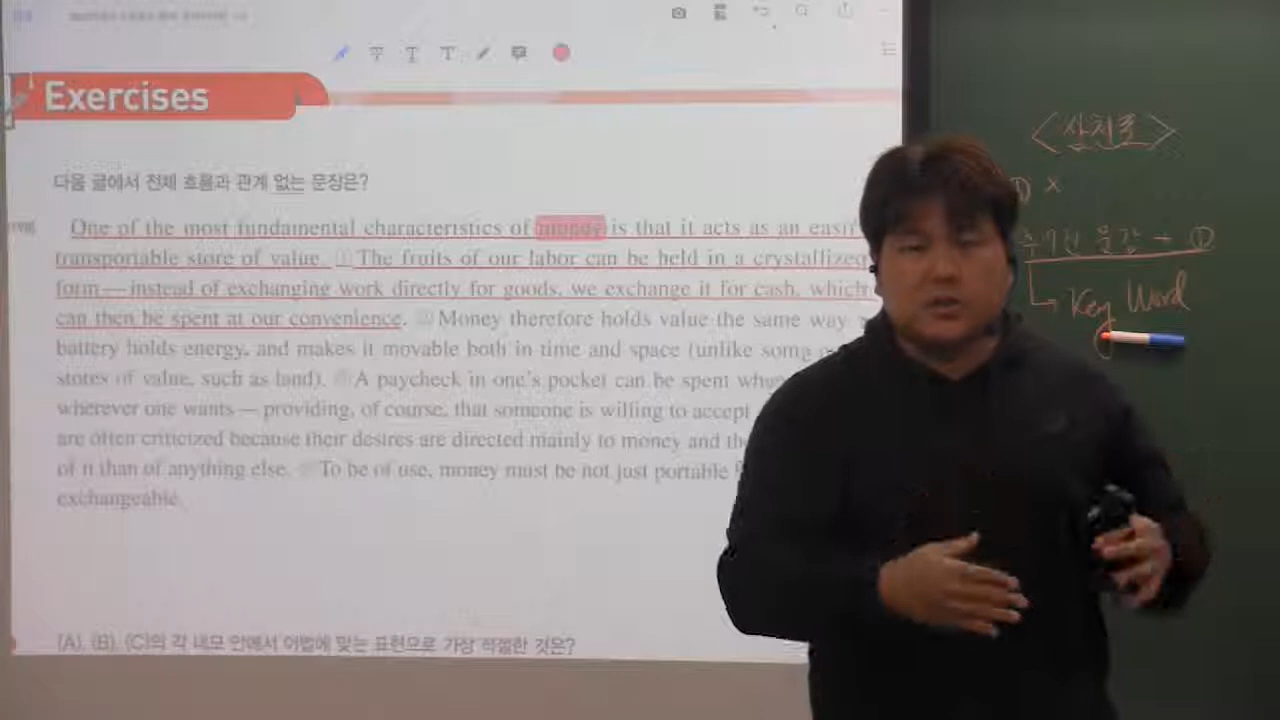 Exercises
다음 글에서 전체 흐름과 관계 없는 문장은?
One of the most fundamental characteristics of money is that it acts as an easily
transportable store of value. ① The fruits of our labor can be held in a crystallized
form — instead of exchanging work directly for goods, we exchange it for cash, which
can then be spent at our convenience. ② Money therefore holds value the same way
battery holds energy, and makes it movable both in time and space (unlike some
stores of value, such as land). A paycheck in one's pocket can be spent
wherever one wants — providing, of course, that someone is willing to accept
are often criticized because their desires are directed mainly to money and
of it than of anything else. To be of use, money must be not just portable
exchangeable.
(A), (B), (C)의 각 네모 안에서 어법에 맞는 표현으로 가장 적절한 것은?
<상처로>
① X
문장 + ①
Key Word